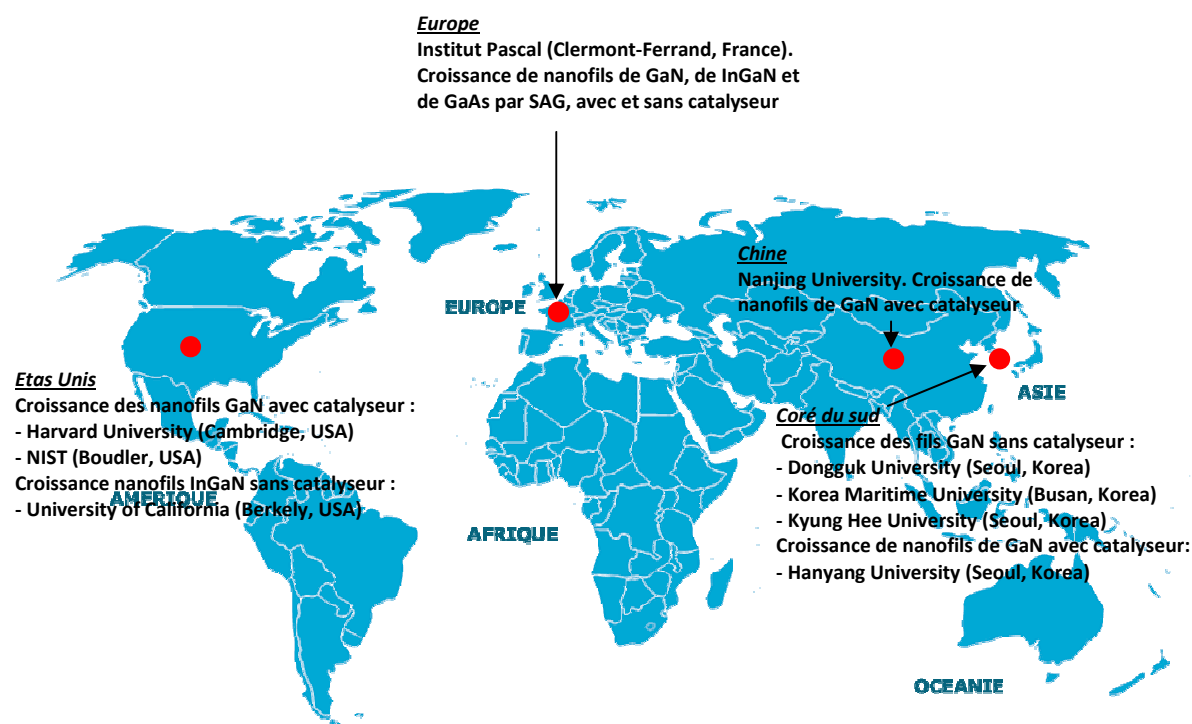 Europe
Institut Pascal (Clermont-Ferrand, France).
Croissance de nanofils de GaN, de InGaN et
de GaAs par SAG, avec et sans catalyseur
Chine
Nanjing University. Croissance de
nanofils de GaN avec catalyseur
EUROPE
Etas Unis
Croissance des nanofils GaN avec catalyseur :
- Harvard University (Cambridge, USA)
- NIST (Boudler, USA)
Croissance nanofils InGaN sans catalyseur :
- University of California (Berkely, USA)
AMERIQUE
ASIE
Coré du sud
Croissance des fils GaN sans catalyseur :
- Dongguk University (Seoul, Korea)
- Korea Maritime University (Busan, Korea)
- Kyung Hee University (Seoul, Korea)
Croissance de nanofils de GaN avec catalyseur:
- Hanyang University (Seoul, Korea)
AFRIQUE
OCEANIE